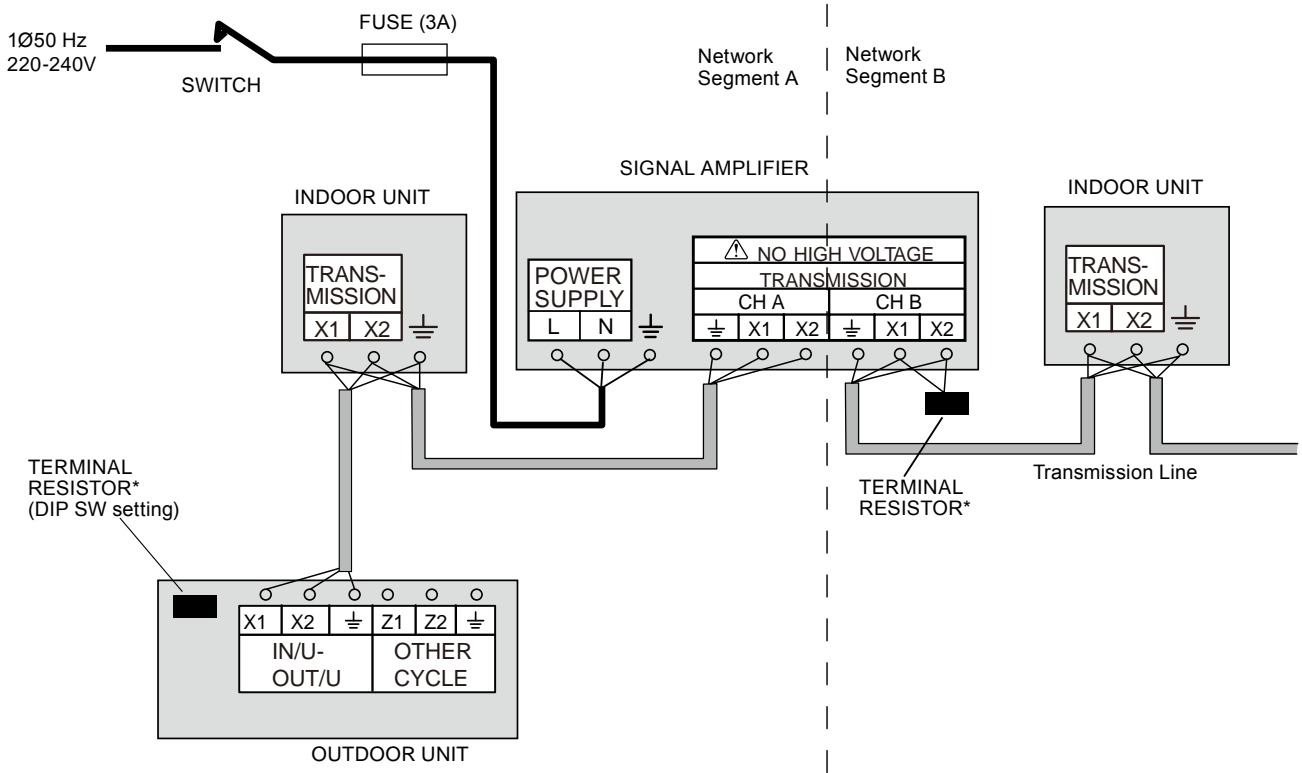 1Ø50 Hz
220-240V
SWITCH
FUSE (3A)
Network
Segment A
Network
Segment B
SIGNAL AMPLIFIER
INDOOR UNIT
TRANS-
MISSION
X1 X2
POWER
SUPPLY
L N
NO HIGH VOLTAGE
TRANSMISSION
CH A CH B
X1 X2 X1 X2
INDOOR UNIT
TRANS-
MISSION
X1 X2
TERMINAL
RESISTOR*
(DIP SW setting)
TERMINAL
RESISTOR*
Transmission Line
X1 X2 Z1 Z2
IN/U-
OUT/U
OTHER
CYCLE
OUTDOOR UNIT